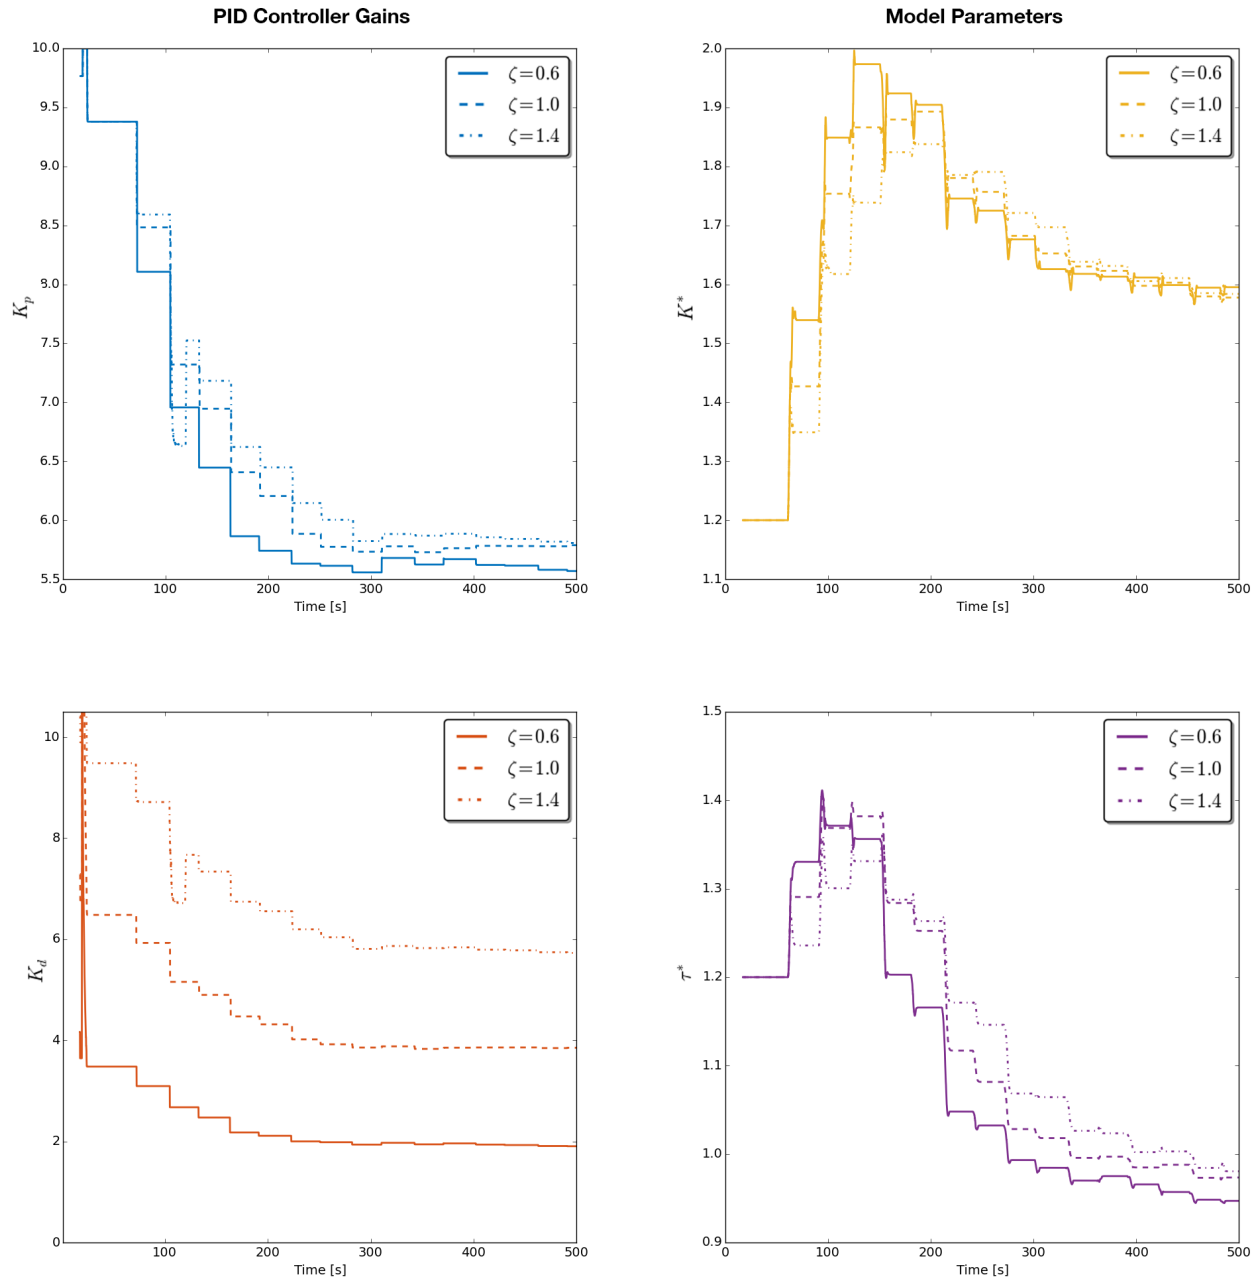 PID Controller Gains
Model Parameters
10.0
9.5
9.0
8.5
8.0
7.5
7.0
6.5
6.0
5.5
0 100 200 300 400 500
Time [s]
K_p
ζ=0.6
ζ=1.0
ζ=1.4
2.0
1.9
1.8
1.7
1.6
1.5
1.4
1.3
1.2
1.1
0 100 200 300 400 500
Time [s]
K*
ζ=0.6
ζ=1.0
ζ=1.4
10
8
6
4
2
0
100 200 300 400 500
Time [s]
K_d
ζ=0.6
ζ=1.0
ζ=1.4
1.5
1.4
1.3
1.2
1.1
1.0
0.9
0 100 200 300 400 500
Time [s]
τ*
ζ=0.6
ζ=1.0
ζ=1.4